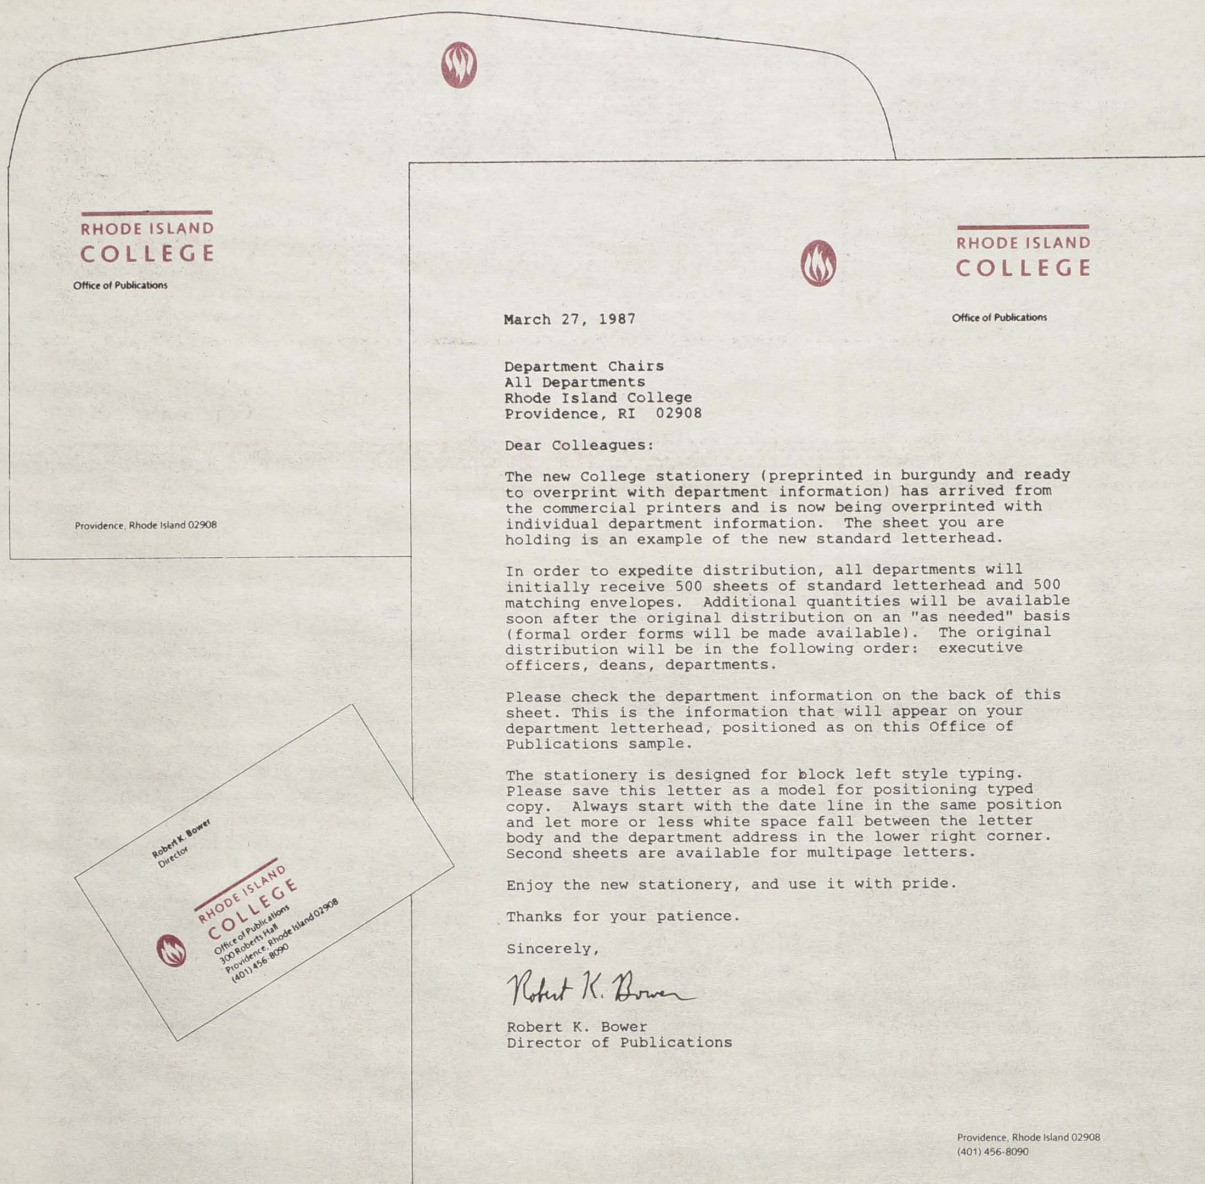 RHODE ISLAND
COLLEGE
Office of Publications
Providence, Rhode Island 02908
RHODE ISLAND
COLLEGE
Office of Publications
March 27, 1987
Department Chairs
All Departments
Rhode Island College
Providence, RI  02908
Dear Colleagues:
The new College stationery (preprinted in burgundy and ready
to overprint with department information) has arrived from
the commercial printers and is now being overprinted with
individual department information.  The sheet you are
holding is an example of the new standard letterhead.
In order to expedite distribution, all departments will
initially receive 500 sheets of standard letterhead and 500
matching envelopes.  Additional quantities will be available
soon after the original distribution on an "as needed" basis
(formal order forms will be made available).  The original
distribution will be in the following order:  executive
officers, deans, departments.
Please check the department information on the back of this
sheet. This is the information that will appear on your
department letterhead, positioned as on this Office of
Publications sample.
The stationery is designed for block left style typing.
Please save this letter as a model for positioning typed
copy.  Always start with the date line in the same position
and let more or less white space fall between the letter
body and the department address in the lower right corner.
Second sheets are available for multipage letters.
Enjoy the new stationery, and use it with pride.
Thanks for your patience.
Sincerely,
Robert K. Bower
Robert K. Bower
Director of Publications
Providence, Rhode Island 02908
(401) 456-8090
Robert K. Bower
Director
RHODE ISLAND
COLLEGE
Office of Publications
300 Roberts Hall
Providence, Rhode Island 02908
(401) 456-8090